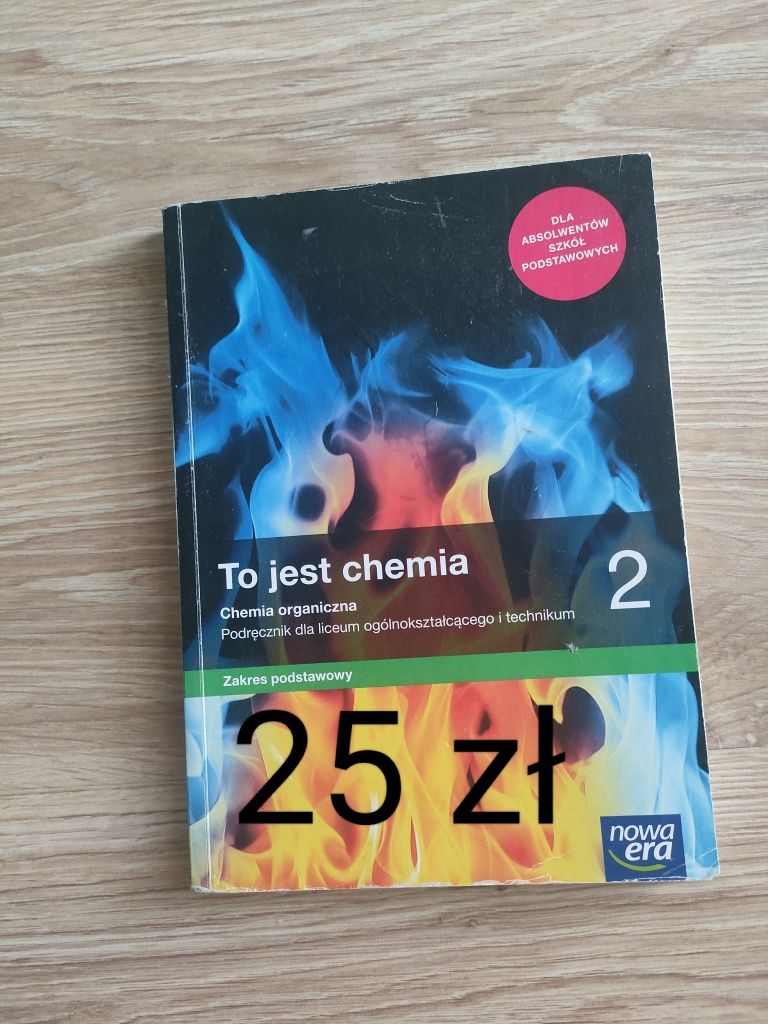 DLA
ABSOLWENTÓW
SZKÓŁ
PODSTAWOWYCH
To jest chemia
2
Chemia organiczna
Podręcznik dla liceum ogólnokształcącego i technikum
Zakres podstawowy
25 zł
nowa
era